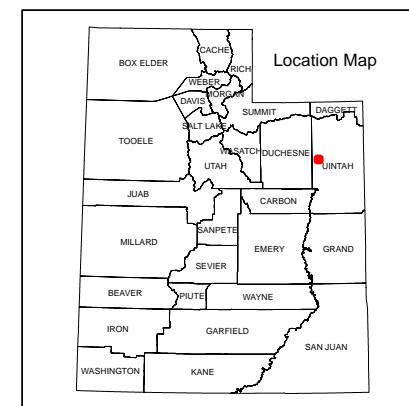 Location Map
BOX ELDER
CACHE
RICH
WEBER
MORGAN
DAVIS
SUMMIT
DAGGETT
SALT LAKE
TOOELE
WASATCH
DUCHESNE
UINTAH
UTAH
JUAB
CARBON
SANPETE
MILLARD
EMERY
GRAND
SEVIER
BEAVER
PIUTE
WAYNE
IRON
GARFIELD
SAN JUAN
WASHINGTON
KANE